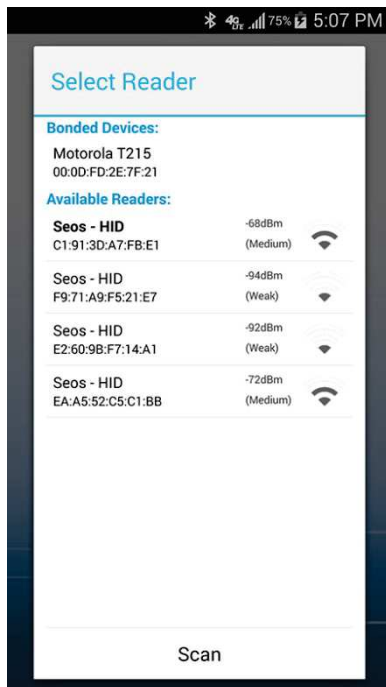 4G LTE 75% 5:07 PM
Select Reader
Bonded Devices:
Motorola T215
00:0D:FD:2E:7F:21
Available Readers:
Seos - HID -68dBm
C1:91:3D:A7:FB:E1 (Medium)
Seos - HID -94dBm
F9:71:A9:F5:21:E7 (Weak)
Seos - HID -92dBm
E2:60:9B:F7:14:A1 (Weak)
Seos - HID -72dBm
EA:A5:52:C5:C1:BB (Medium)
Scan